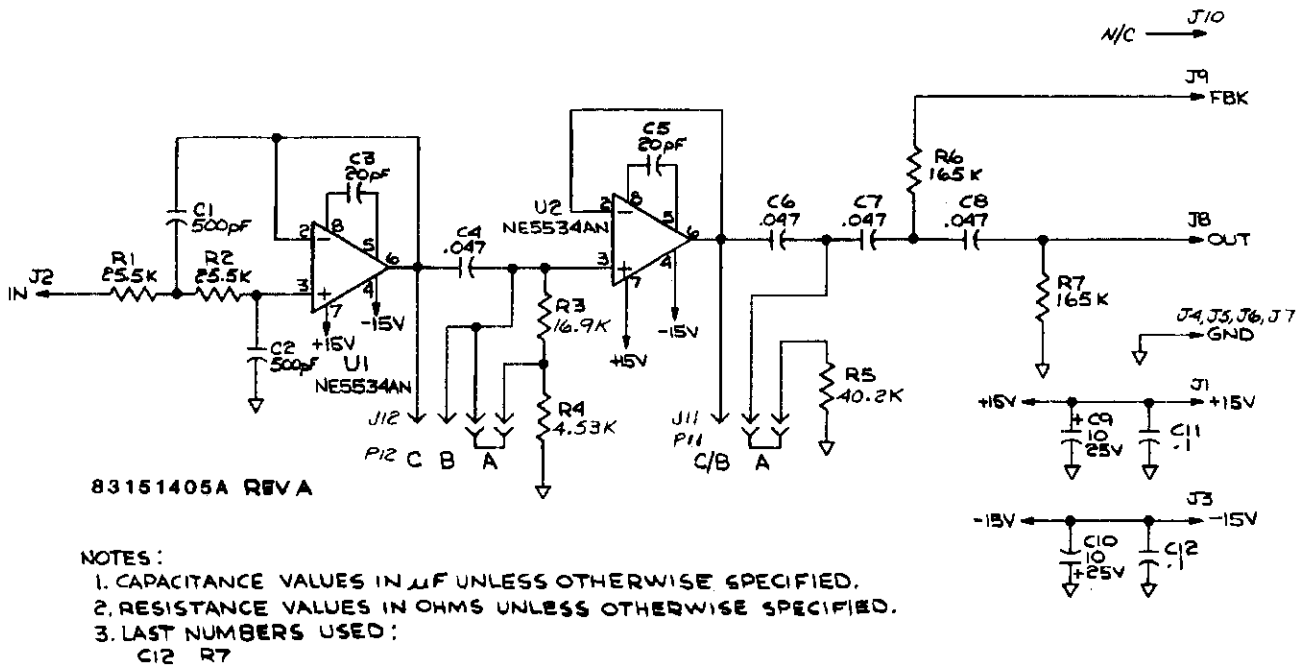 J10
N/C
J9
FBK
C5
20pF
C3
20pF
R6
165K
U2
NE5534AN
2
8
5
6
3
7
4
-15V
+15V
C6
.047
C7
.047
C8
.047
J8
OUT
C1
500pF
2
8
5
6
3
7
4
-15V
+15V
U1
NE5534AN
C4
.047
J2
IN
R1
25.5K
R2
25.5K
C2
500pF
R3
16.9K
R4
4.53K
R7
165K
J4, J5, J6, J7
GND
R5
40.2K
J12
P12
C B A
J11
P11
C/B A
J1
+15V
+15V
+ C9
10
25V
C11
.1
J3
-15V
-15V
C10
10
+25V
C12
.1
83151405A REV A
NOTES:
1. CAPACITANCE VALUES IN µF UNLESS OTHERWISE SPECIFIED.
2. RESISTANCE VALUES IN OHMS UNLESS OTHERWISE SPECIFIED.
3. LAST NUMBERS USED:
C12 R7